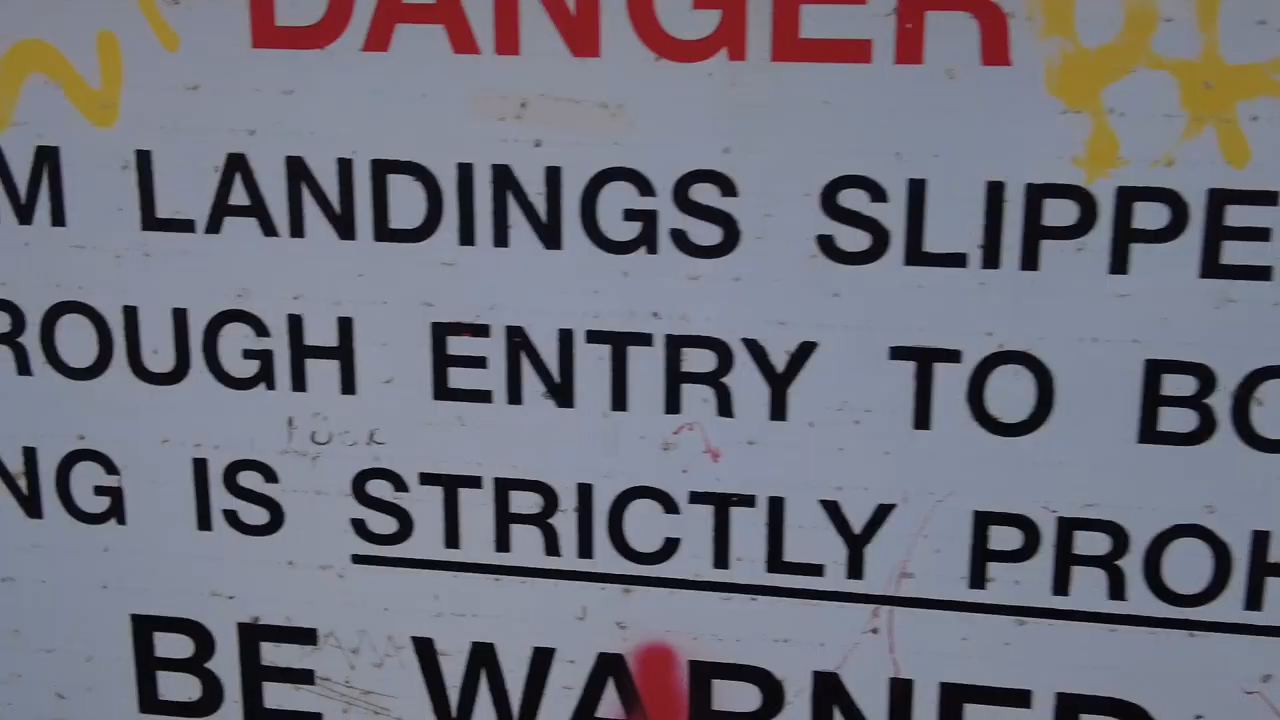 DANGER
M LANDINGS SLIPPE
ROUGH ENTRY TO BO
NG IS STRICTLY PROH
BE WARNED